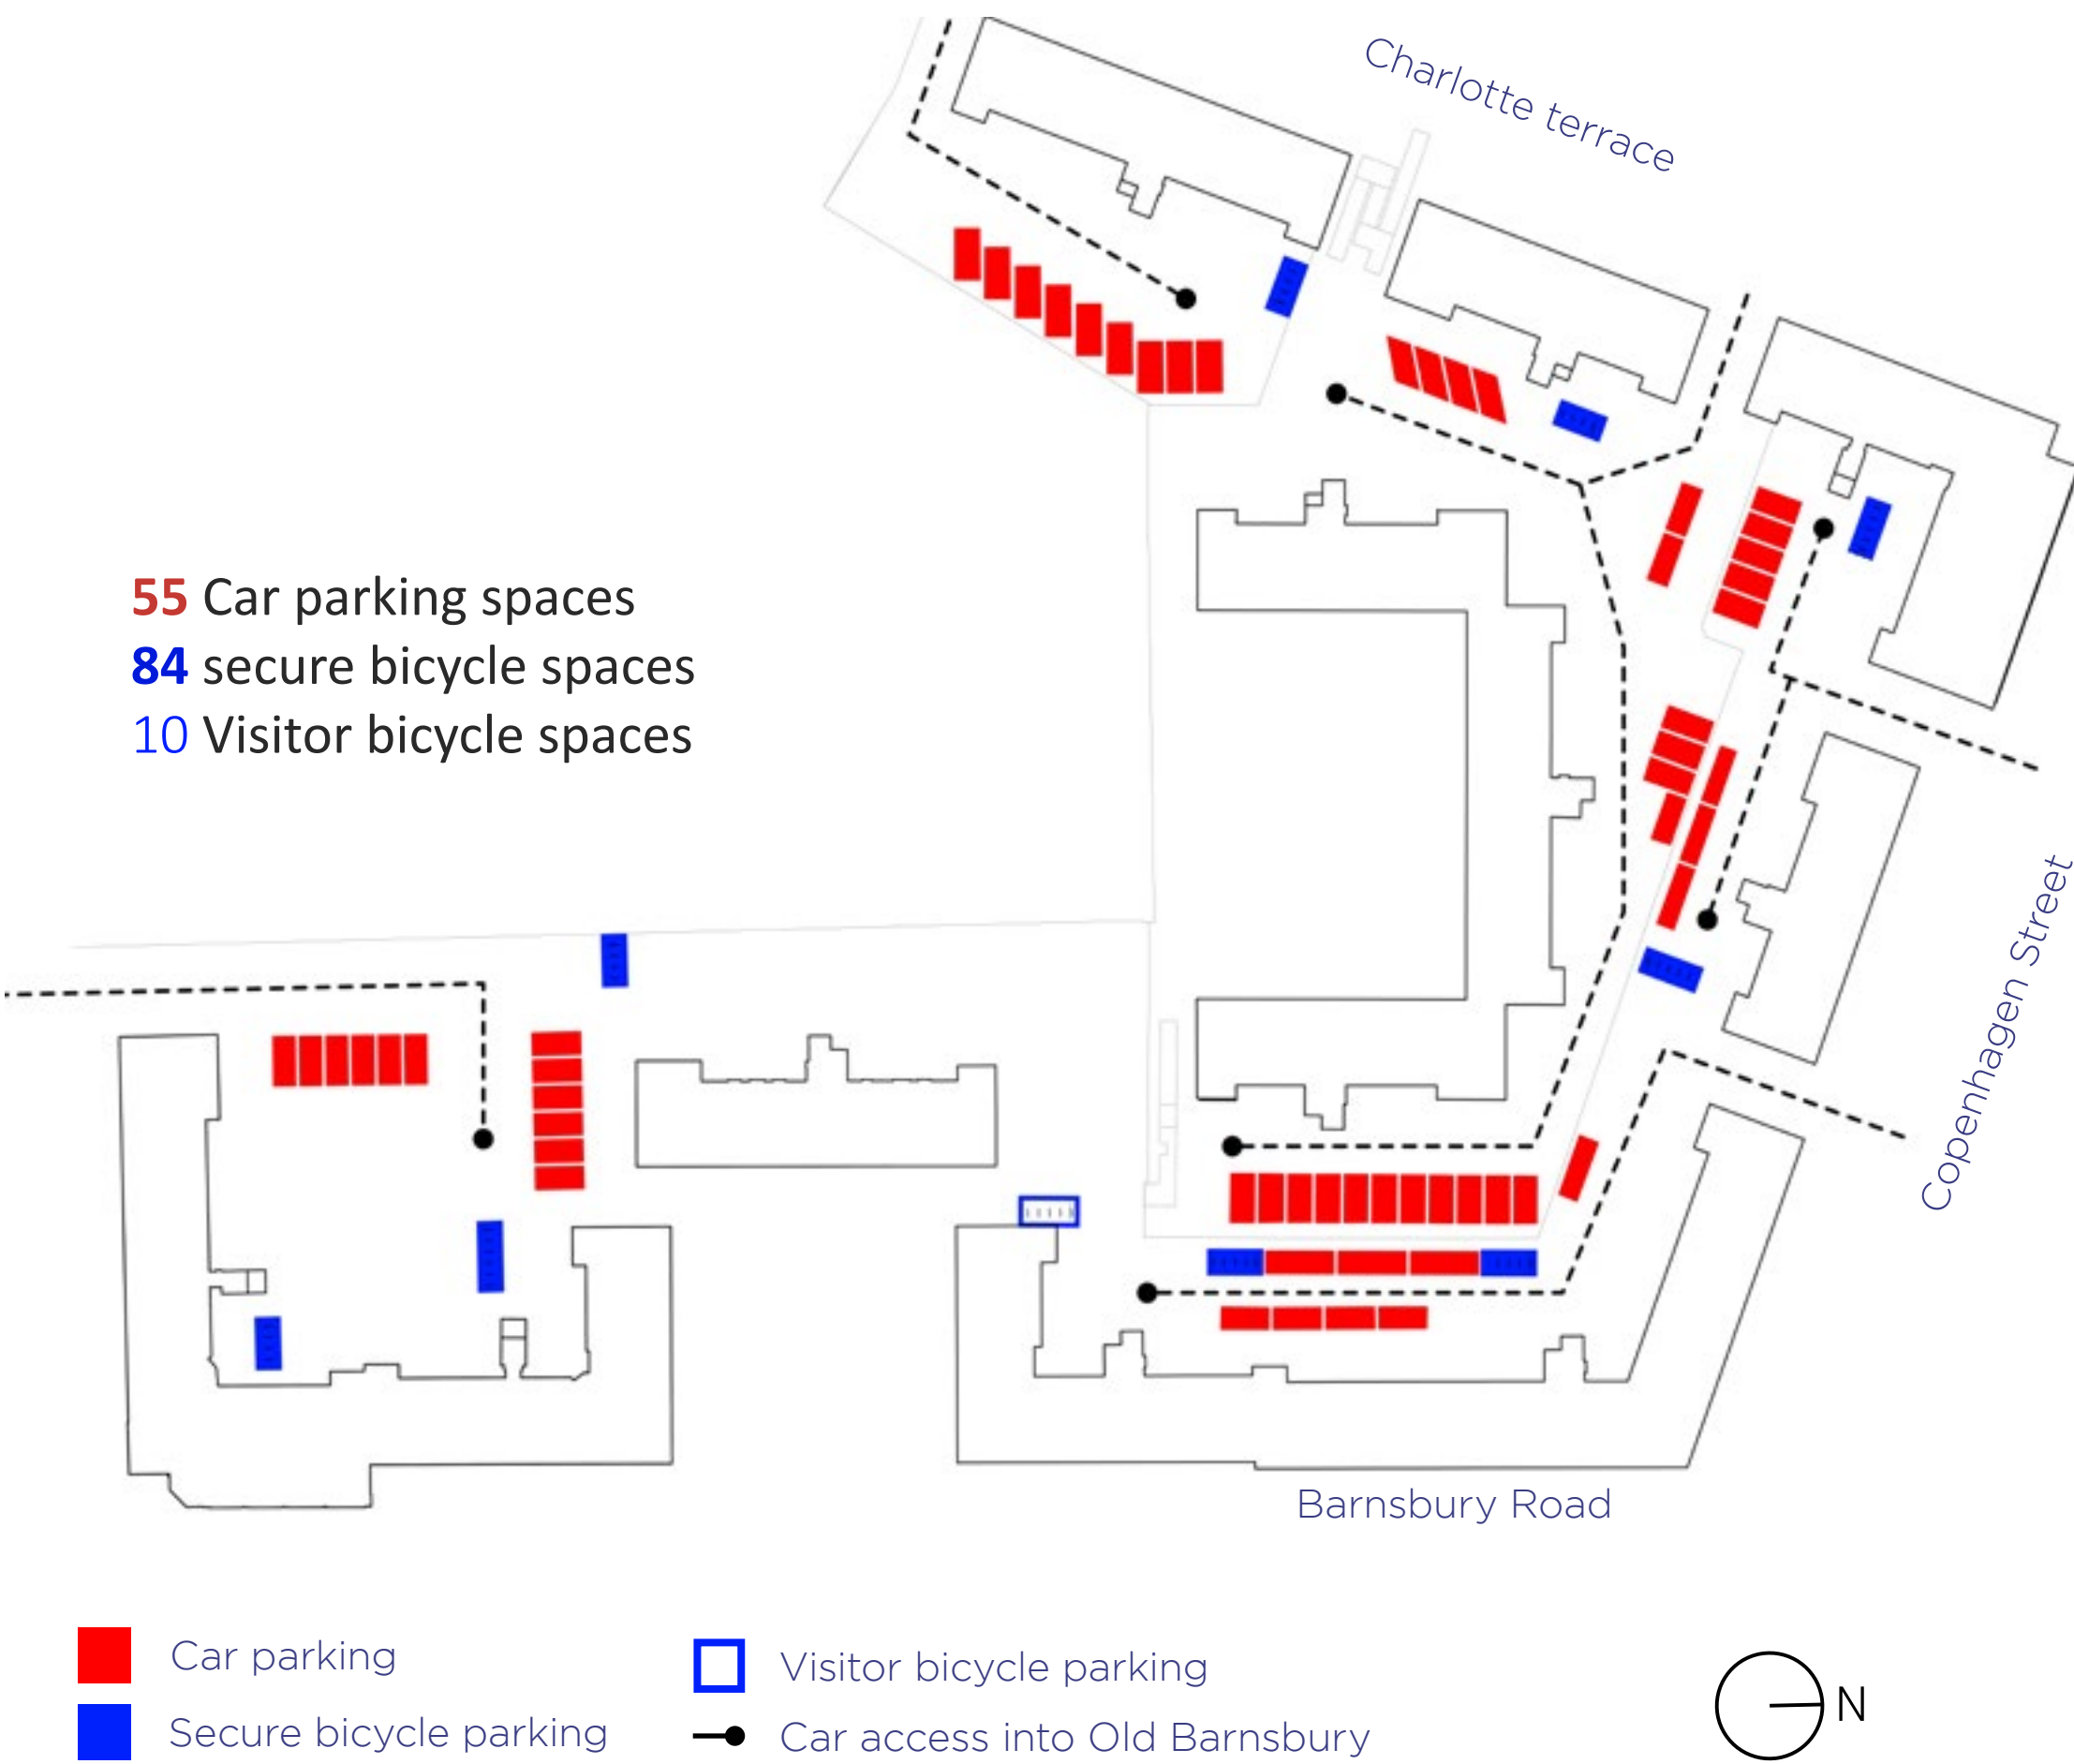 Charlotte terrace
55 Car parking spaces
84 secure bicycle spaces
10 Visitor bicycle spaces
Copenhagen Street
Barnsbury Road
Car parking
Visitor bicycle parking
Secure bicycle parking
Car access into Old Barnsbury
N